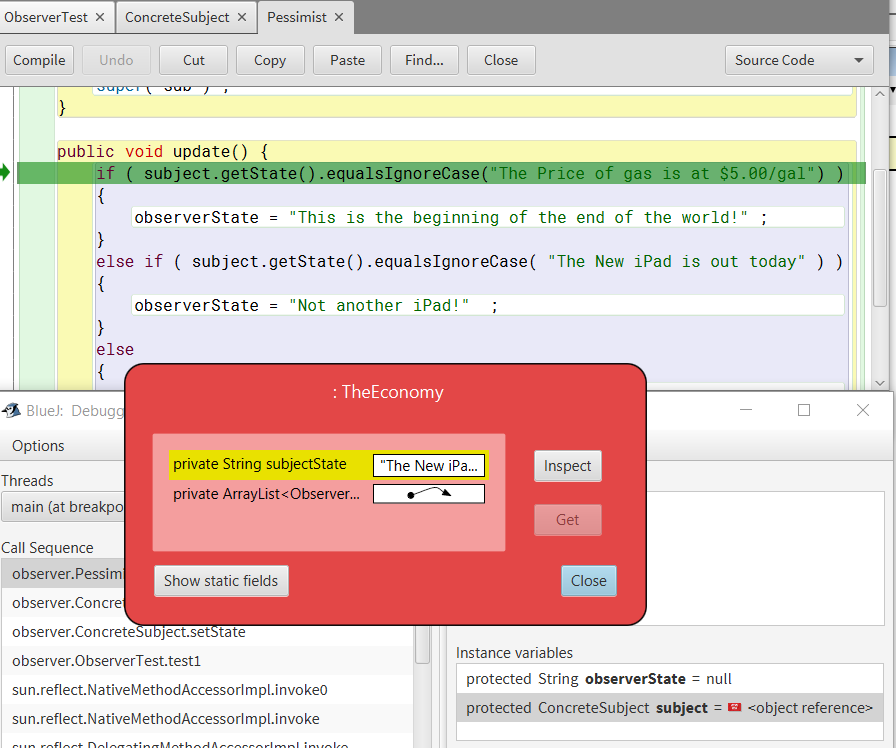 ObserverTest ✕ ConcreteSubject ✕ Pessimist ✕
Compile Undo Cut Copy Paste Find... Close Source Code
super( sub ) ;
}
public void update() {
if ( subject.getState().equalsIgnoreCase("The Price of gas is at $5.00/gal") )
{
observerState = "This is the beginning of the end of the world!" ;
}
else if ( subject.getState().equalsIgnoreCase( "The New iPad is out today" ) )
{
observerState = "Not another iPad!" ;
}
else
{
: TheEconomy
private String subjectState "The New iPa...
private ArrayList<Observer...
Inspect
Get
Show static fields
Close
BlueJ: Debugg
Options
Threads
main (at breakpo
Call Sequence
observer.Pessimi
observer.Concret
observer.ConcreteSubject.setState
observer.ObserverTest.test1
sun.reflect.NativeMethodAccessorImpl.invoke0
sun.reflect.NativeMethodAccessorImpl.invoke
sun.reflect.DelegatingMethodAccessorImpl.invoke
Instance variables
protected String observerState = null
protected ConcreteSubject subject = <object reference>